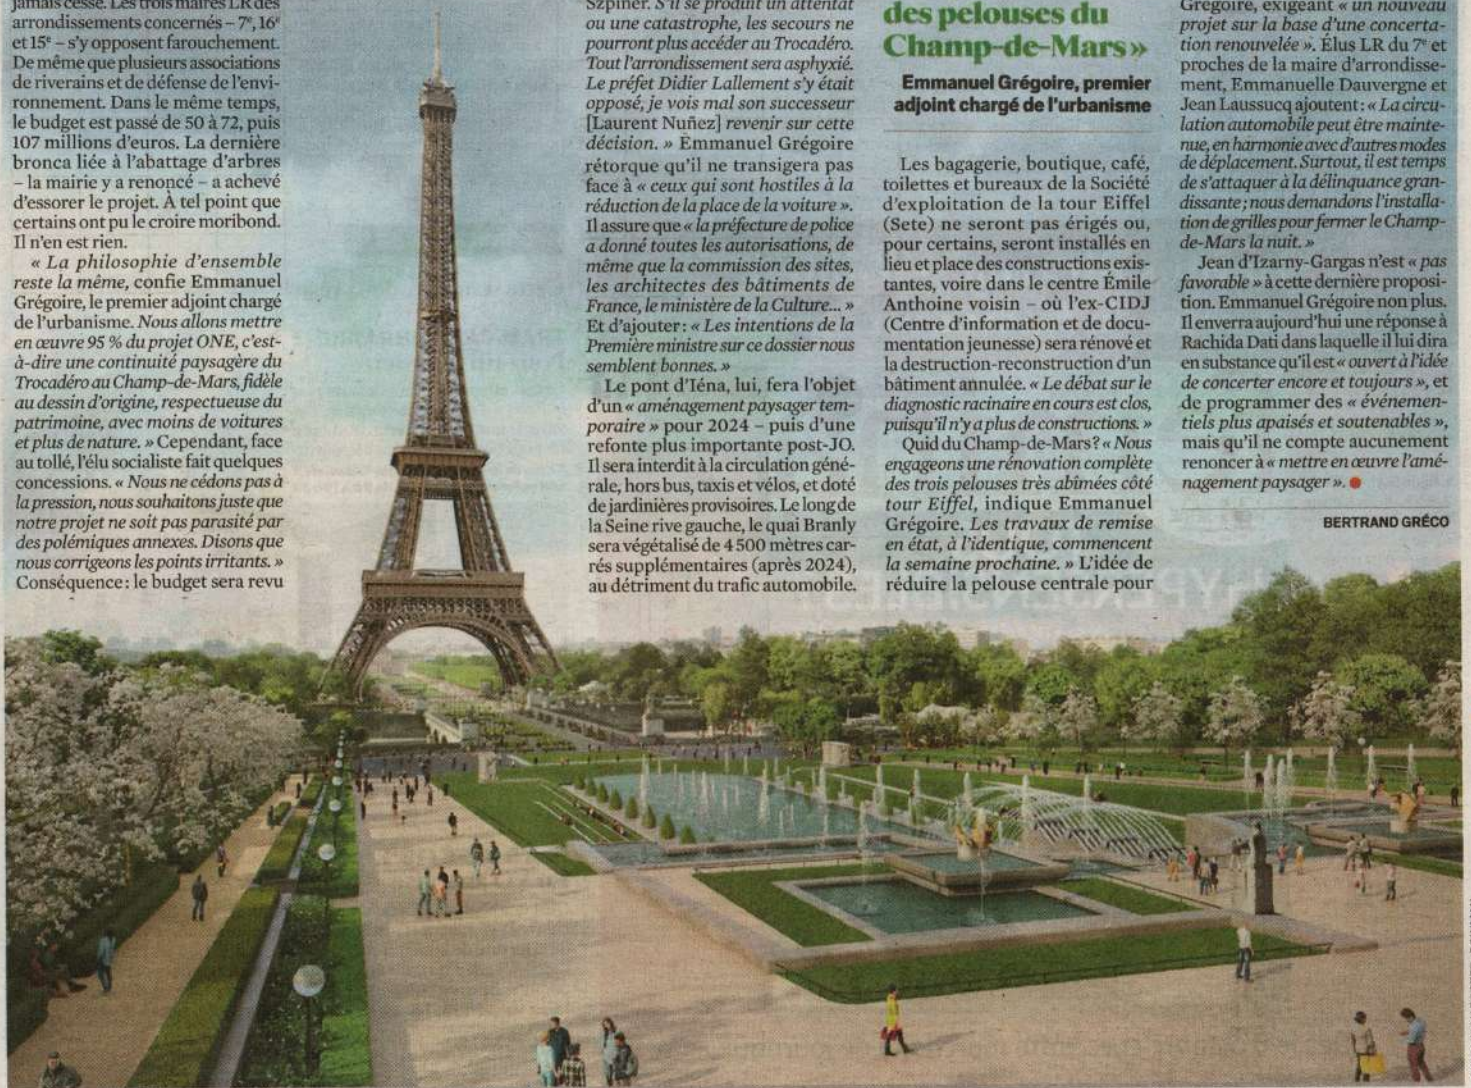 jamais cessé. Les trois maires LR des
arrondissements concernés – 7e, 16e
et 15e – s'y opposent farouchement.
De même que plusieurs associations
de riverains et de défense de l'envi-
ronnement. Dans le même temps,
le budget est passé de 50 à 72, puis
107 millions d'euros. La dernière
bronca liée à l'abattage d'arbres
– la mairie y a renoncé – a achevé
d'essorer le projet. À tel point que
certains ont pu le croire moribond.
Il n'en est rien.
« La philosophie d'ensemble
reste la même, confie Emmanuel
Grégoire, le premier adjoint chargé
de l'urbanisme. Nous allons mettre
en œuvre 95 % du projet ONE, c'est-
à-dire une continuité paysagère du
Trocadéro au Champ-de-Mars, fidèle
au dessin d'origine, respectueuse du
patrimoine, avec moins de voitures
et plus de nature. » Cependant, face
au tollé, l'élu socialiste fait quelques
concessions. « Nous ne cédons pas à
la pression, nous souhaitons juste que
notre projet ne soit pas parasité par
des polémiques annexes. Disons que
nous corrigeons les points irritants. »
Conséquence : le budget sera revu
Szpiner. S'il se produit un attentat
ou une catastrophe, les secours ne
pourront plus accéder au Trocadéro.
Tout l'arrondissement sera asphyxié.
Le préfet Didier Lallement s'y était
opposé, je vois mal son successeur
[Laurent Nuñez] revenir sur cette
décision. » Emmanuel Grégoire
rétorque qu'il ne transigera pas
face à « ceux qui sont hostiles à la
réduction de la place de la voiture ».
Il assure que « la préfecture de police
a donné toutes les autorisations, de
même que la commission des sites,
les architectes des bâtiments de
France, le ministère de la Culture... »
Et d'ajouter : « Les intentions de la
Première ministre sur ce dossier nous
semblent bonnes. »
Le pont d'Iéna, lui, fera l'objet
d'un « aménagement paysager tem-
poraire » pour 2024 – puis d'une
refonte plus importante post-JO.
Il sera interdit à la circulation géné-
rale, hors bus, taxis et vélos, et doté
de jardinières provisoires. Le long de
la Seine rive gauche, le quai Branly
sera végétalisé de 4 500 mètres car-
rés supplémentaires (après 2024),
au détriment du trafic automobile.
des pelouses du
Champ-de-Mars »
Emmanuel Grégoire, premier
adjoint chargé de l'urbanisme
Les bagagerie, boutique, café,
toilettes et bureaux de la Société
d'exploitation de la tour Eiffel
(Sete) ne seront pas érigés ou,
pour certains, seront installés en
lieu et place des constructions exis-
tantes, voire dans le centre Émile
Anthoine voisin – où l'ex-CIDJ
(Centre d'information et de docu-
mentation jeunesse) sera rénové et
la destruction-reconstruction d'un
bâtiment annulée. « Le débat sur le
diagnostic racinaire en cours est clos,
puisqu'il n'y a plus de constructions. »
Quid du Champ-de-Mars ? « Nous
engageons une rénovation complète
des trois pelouses très abîmées côté
tour Eiffel, indique Emmanuel
Grégoire. Les travaux de remise
en état, à l'identique, commencent
la semaine prochaine. » L'idée de
réduire la pelouse centrale pour
Grégoire, exigeant « un nouveau
projet sur la base d'une concerta-
tion renouvelée ». Élus LR du 7e et
proches de la maire d'arrondisse-
ment, Emmanuelle Dauvergne et
Jean Laussucq ajoutent : « La circu-
lation automobile peut être mainte-
nue, en harmonie avec d'autres modes
de déplacement. Surtout, il est temps
de s'attaquer à la délinquance gran-
dissante ; nous demandons l'installa-
tion de grilles pour fermer le Champ-
de-Mars la nuit. »
Jean d'Izarny-Gargas n'est « pas
favorable » à cette dernière proposi-
tion. Emmanuel Grégoire non plus.
Il enverra aujourd'hui une réponse à
Rachida Dati dans laquelle il lui dira
en substance qu'il est « ouvert à l'idée
de concerter encore et toujours », et
de programmer des « événemen-
tiels plus apaisés et soutenables »,
mais qu'il ne compte aucunement
renoncer à « mettre en œuvre l'amé-
nagement paysager ». ●
BERTRAND GRÉCO